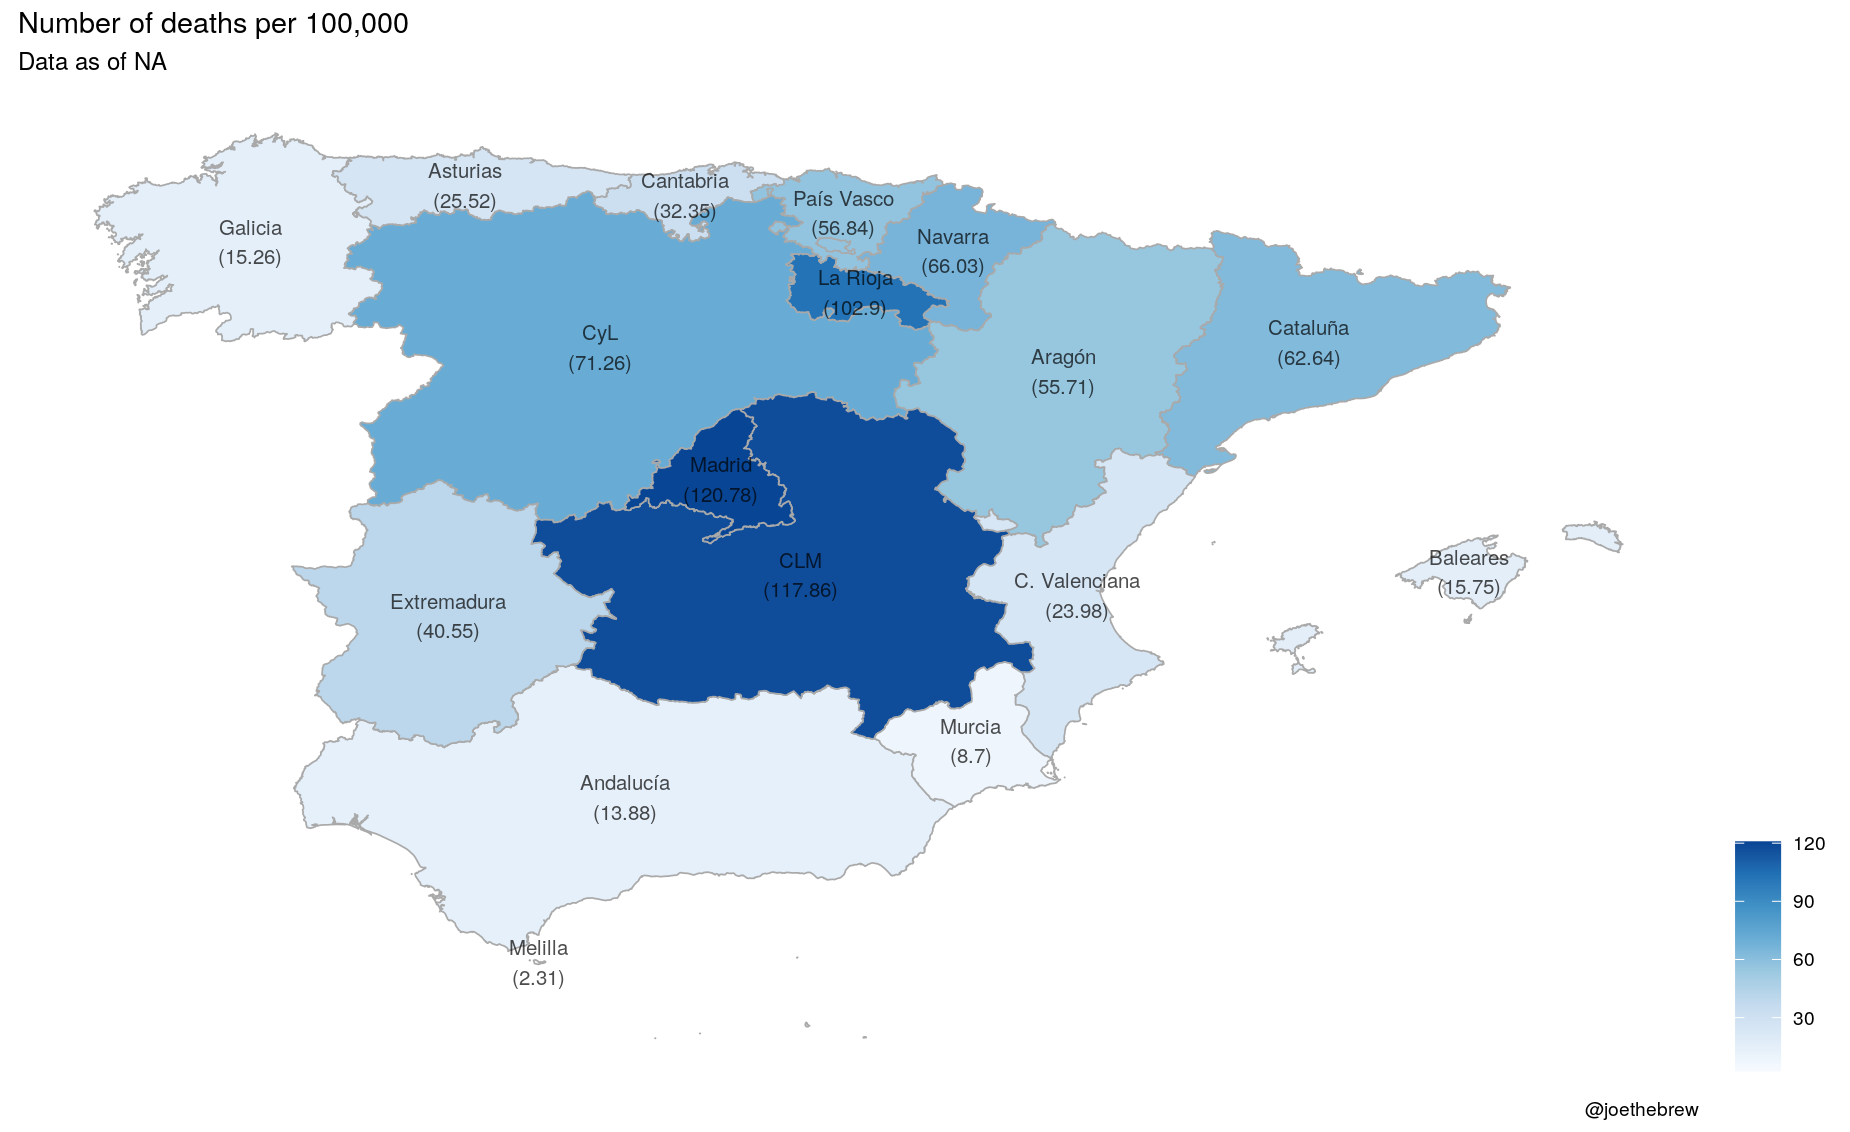 Number of deaths per 100,000
Data as of NA
Asturias
(25.52)
Cantabria
(32.35)
País Vasco
(56.84)
Galicia
(15.26)
Navarra
(66.03)
La Rioja
(102.9)
CyL
(71.26)
Cataluña
(62.64)
Aragón
(55.71)
Madrid
(120.78)
CLM
(117.86)
Baleares
(15.75)
C. Valenciana
(23.98)
Extremadura
(40.55)
Murcia
(8.7)
Andalucía
(13.88)
Melilla
(2.31)
120
90
60
30
@joethebrew